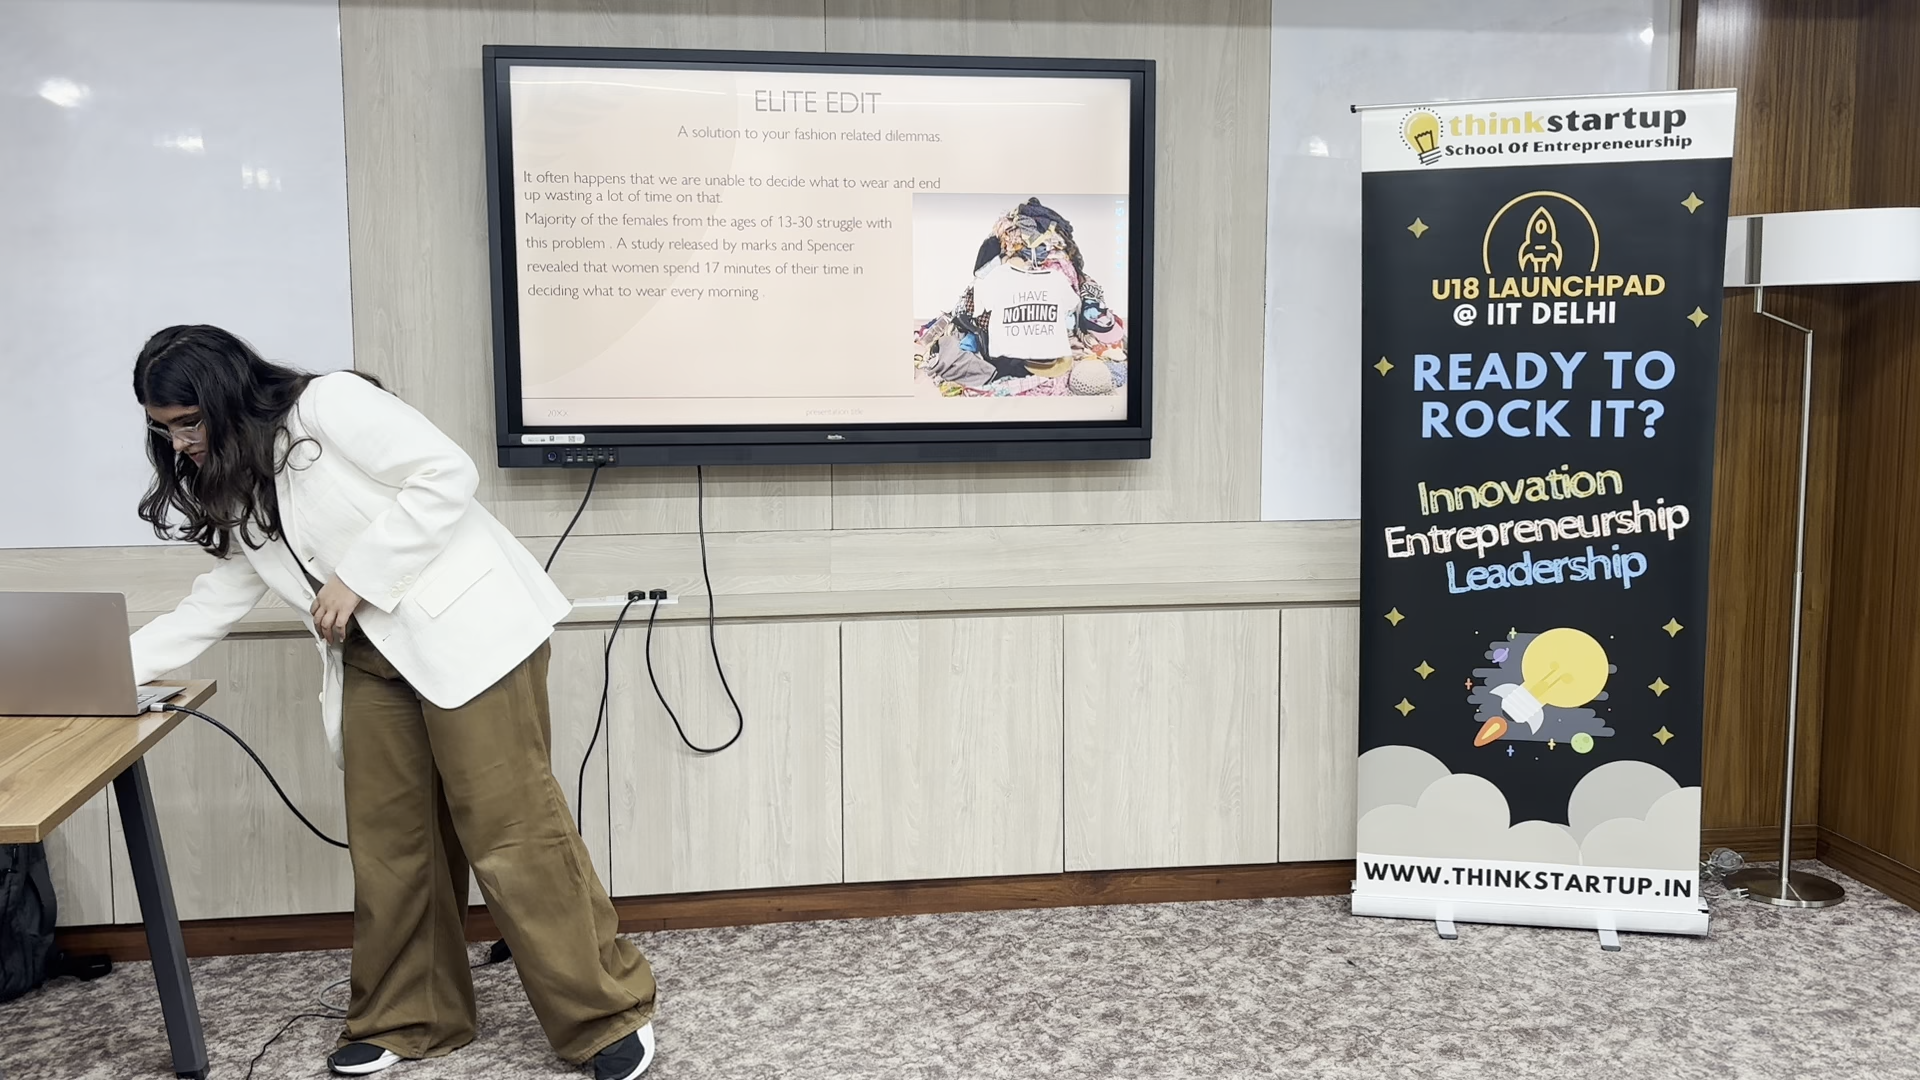 ELITE EDIT
A solution to your fashion related dilemmas.
It often happens that we are unable to decide what to wear and end
up wasting a lot of time on that.
Majority of the females from the ages of 13-30 struggle with
this problem . A study released by marks and Spencer
revealed that women spend 17 minutes of their time in
deciding what to wear every morning .
I HAVE
NOTHING
TO WEAR
20XX
presentation title
2
thinkstartup
School Of Entrepreneurship
U18 LAUNCHPAD
@ IIT DELHI
READY TO
ROCK IT?
Innovation
Entrepreneurship
Leadership
WWW.THINKSTARTUP.IN